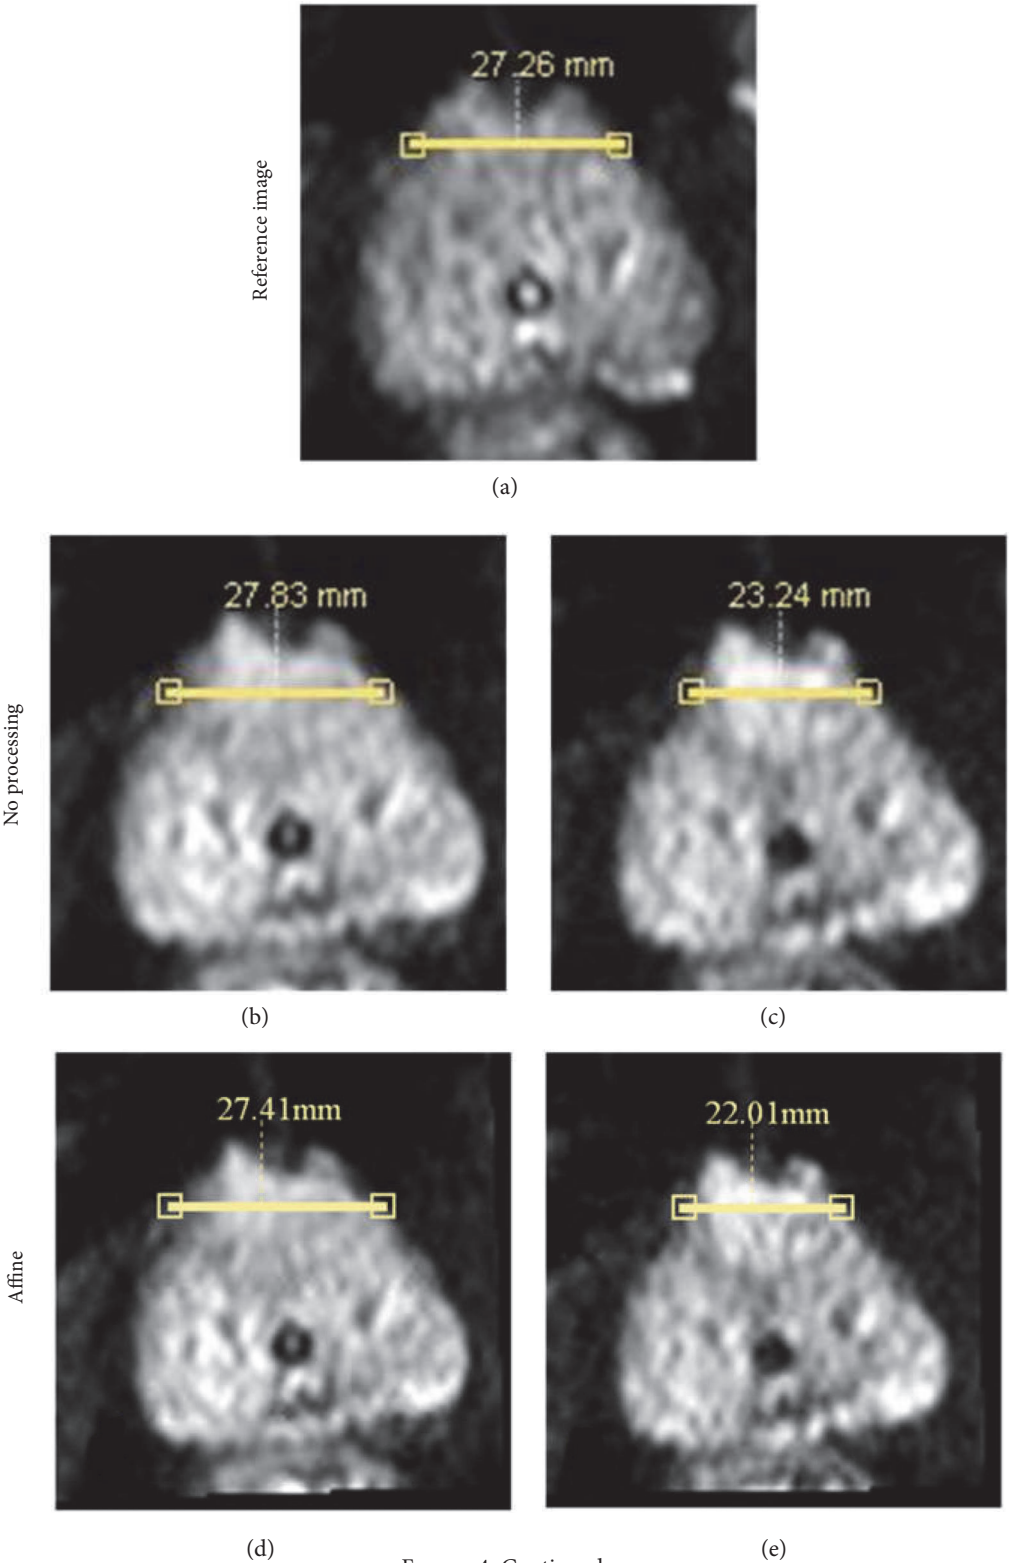 27.26 mm
Reference image
(a)
27.83 mm
23.24 mm
No processing
(b)
(c)
27.41mm
22.01mm
Affine
(d)
(e)